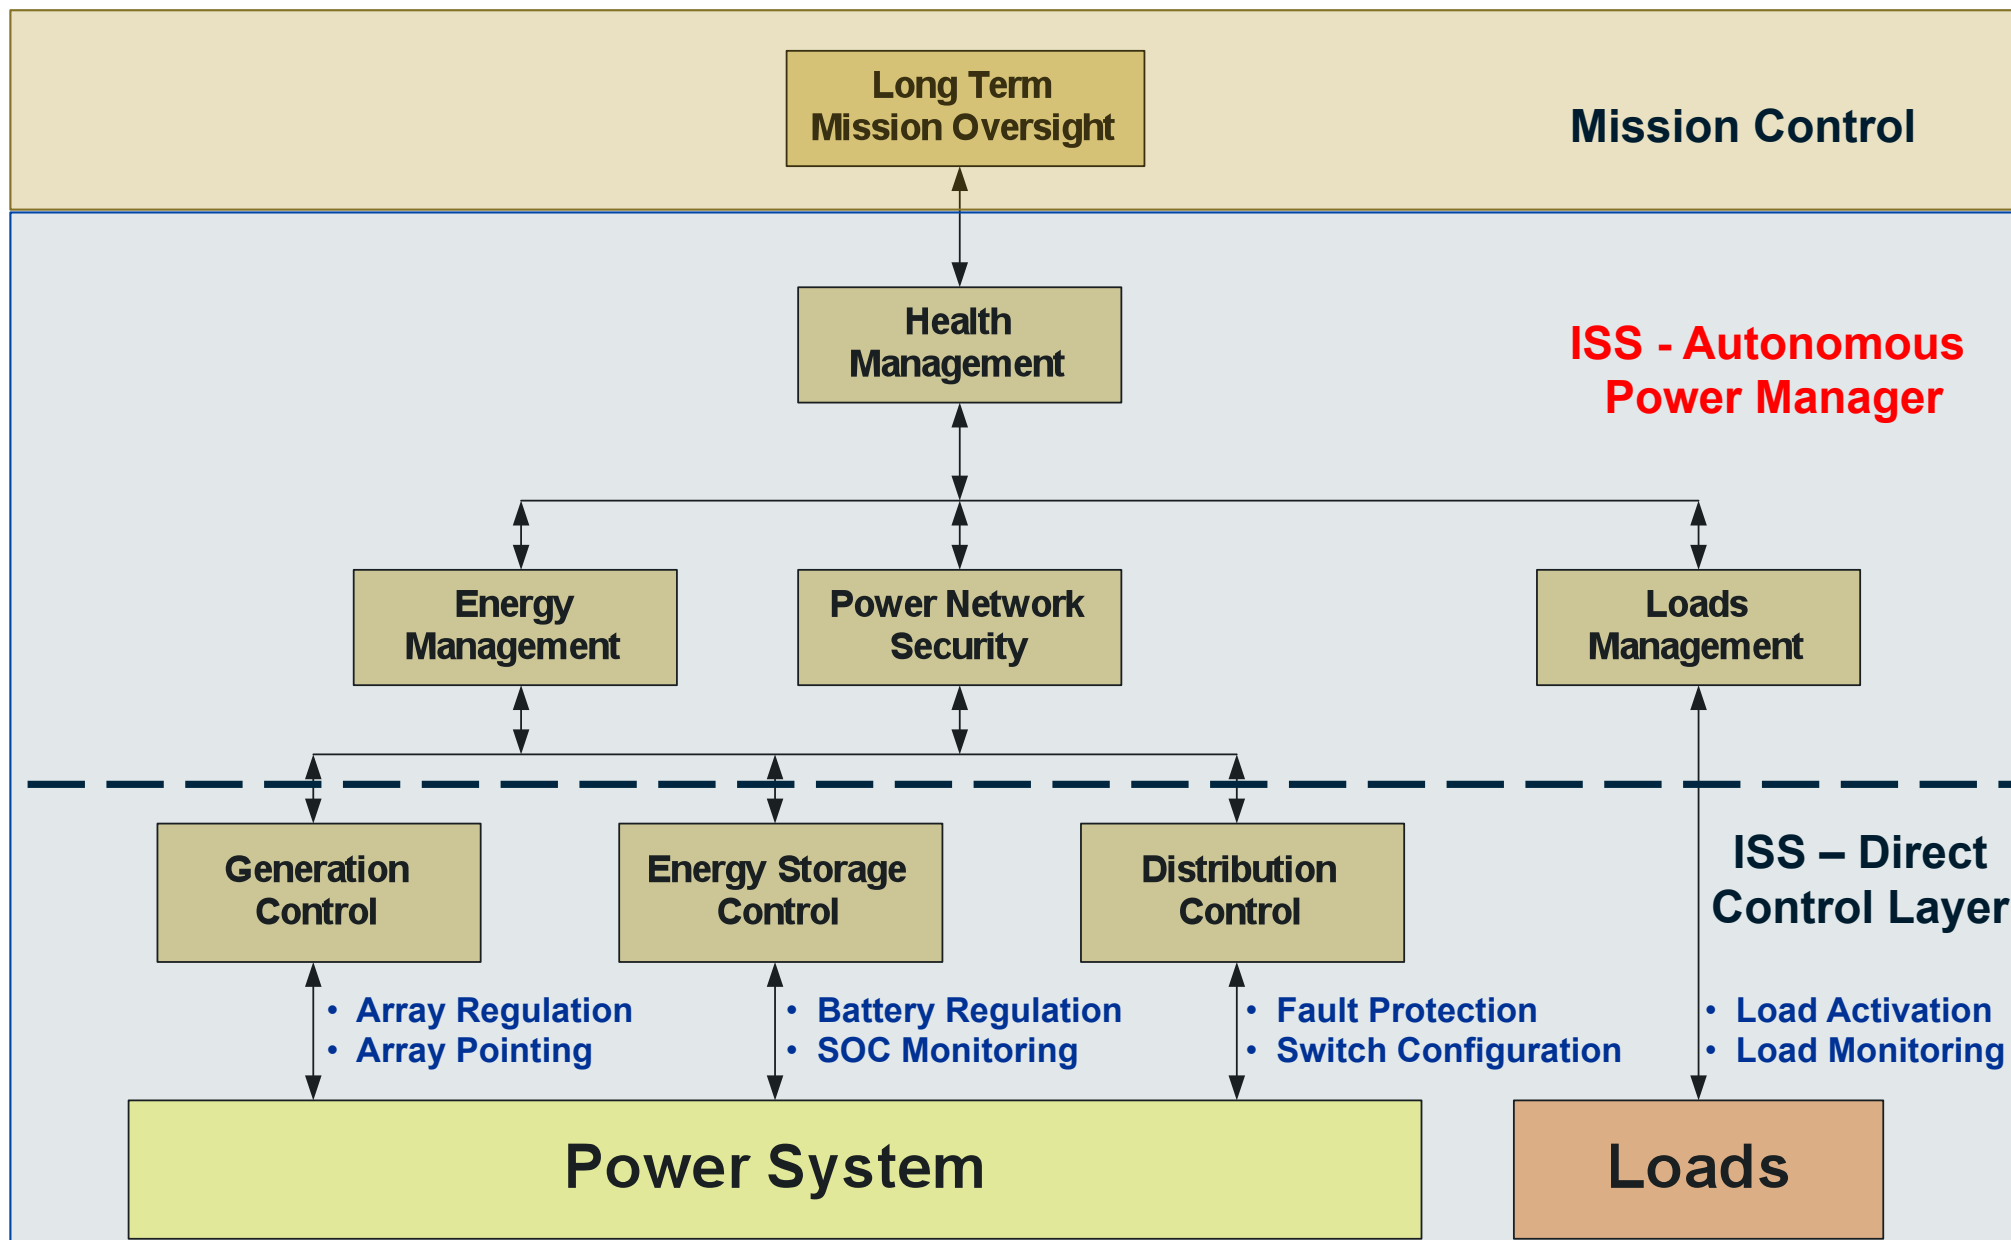 Long Term
Mission Oversight
Mission Control
Health
Management
ISS - Autonomous
Power Manager
Energy
Management
Power Network
Security
Loads
Management
Generation
Control
Energy Storage
Control
Distribution
Control
ISS – Direct
Control Layer
• Array Regulation
• Array Pointing
• Battery Regulation
• SOC Monitoring
• Fault Protection
• Switch Configuration
• Load Activation
• Load Monitoring
Power System
Loads